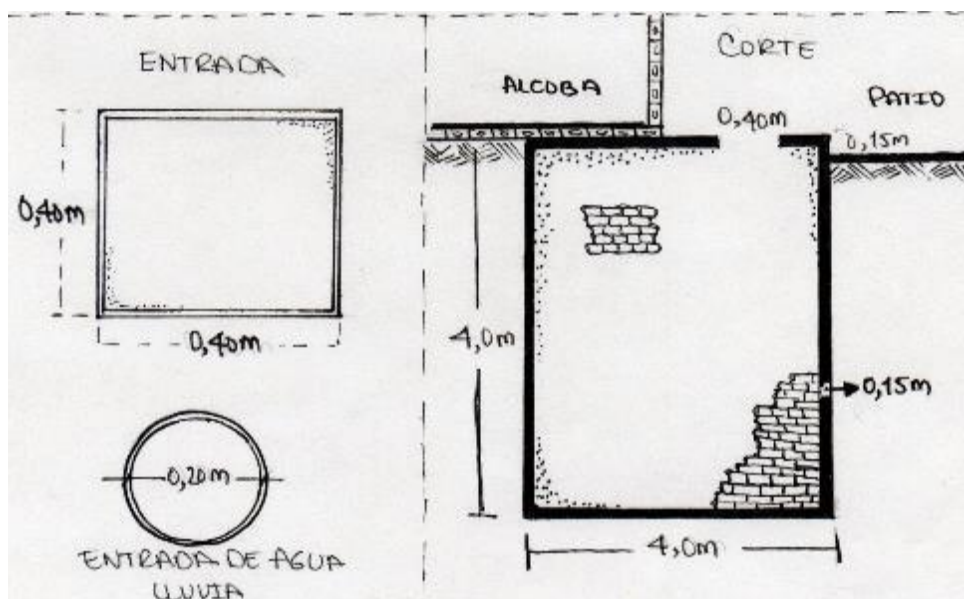 ENTRADA
0,40m
0,40m
0,20m
ENTRADA DE AGUA
LLUVIA
CORTE
ALCOBA
PATIO
0,40m
0,15m
4,0m
0,15m
4,0m